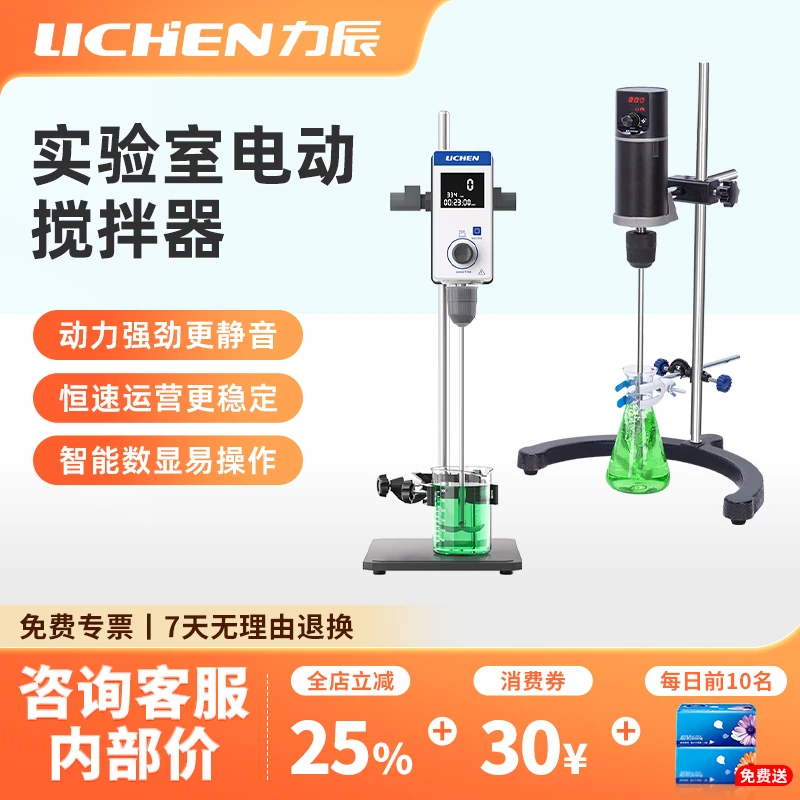 LICHEN力辰
实验室电动
搅拌器
动力强劲更静音
恒速运营更稳定
智能数显易操作
LICHEN
0
334
00:23:00
000
免费专票丨7天无理由退换
咨询客服
内部价
全店立减
25%
+
消费券
30¥
+
每日前10名
免费送